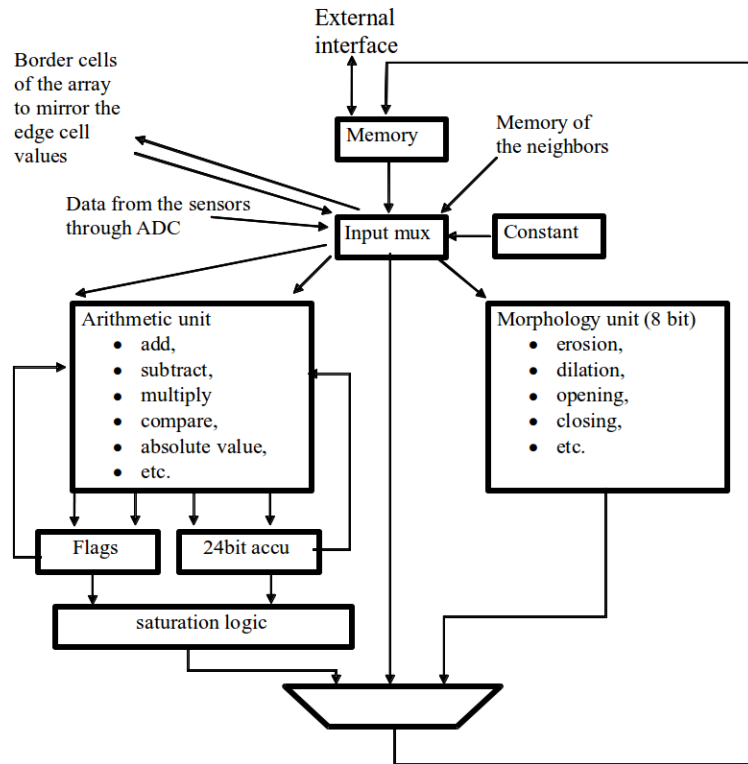 External
interface
Border cells
of the array
to mirror the
edge cell
values
Memory
Memory of
the neighbors
Data from the sensors
through ADC
Input mux
Constant
Arithmetic unit
• add,
• subtract,
• multiply
• compare,
• absolute value,
• etc.
Morphology unit (8 bit)
• erosion,
• dilation,
• opening,
• closing,
• etc.
Flags
24bit accu
saturation logic